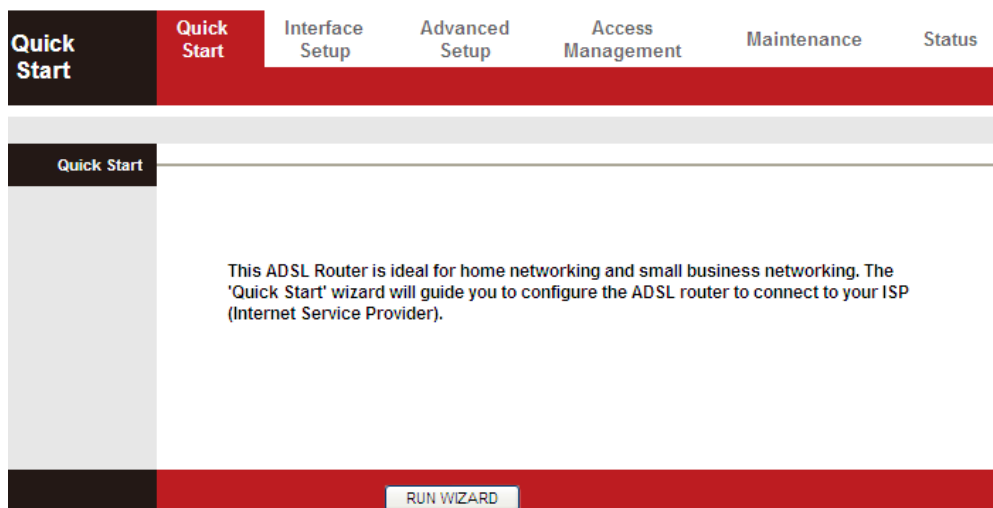 Quick
Start
Quick
Start
Interface
Setup
Advanced
Setup
Access
Management
Maintenance
Status
Quick Start
This ADSL Router is ideal for home networking and small business networking. The
'Quick Start' wizard will guide you to configure the ADSL router to connect to your ISP
(Internet Service Provider).
RUN WIZARD